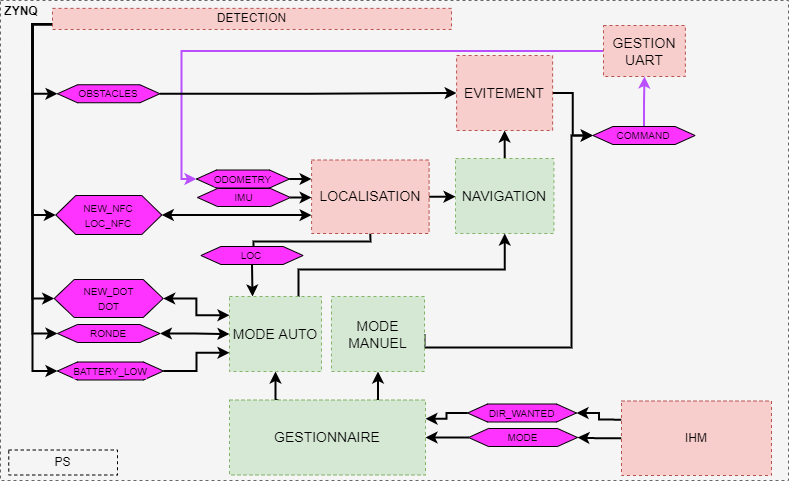 ZYNQ
DETECTION
GESTION
UART
OBSTACLES
EVITEMENT
COMMAND
ODOMETRY
IMU
LOCALISATION
NAVIGATION
NEW_NFC
LOC_NFC
LOC
NEW_DOT
DOT
RONDE
BATTERY_LOW
MODE AUTO
MODE
MANUEL
GESTIONNAIRE
DIR_WANTED
MODE
IHM
PS